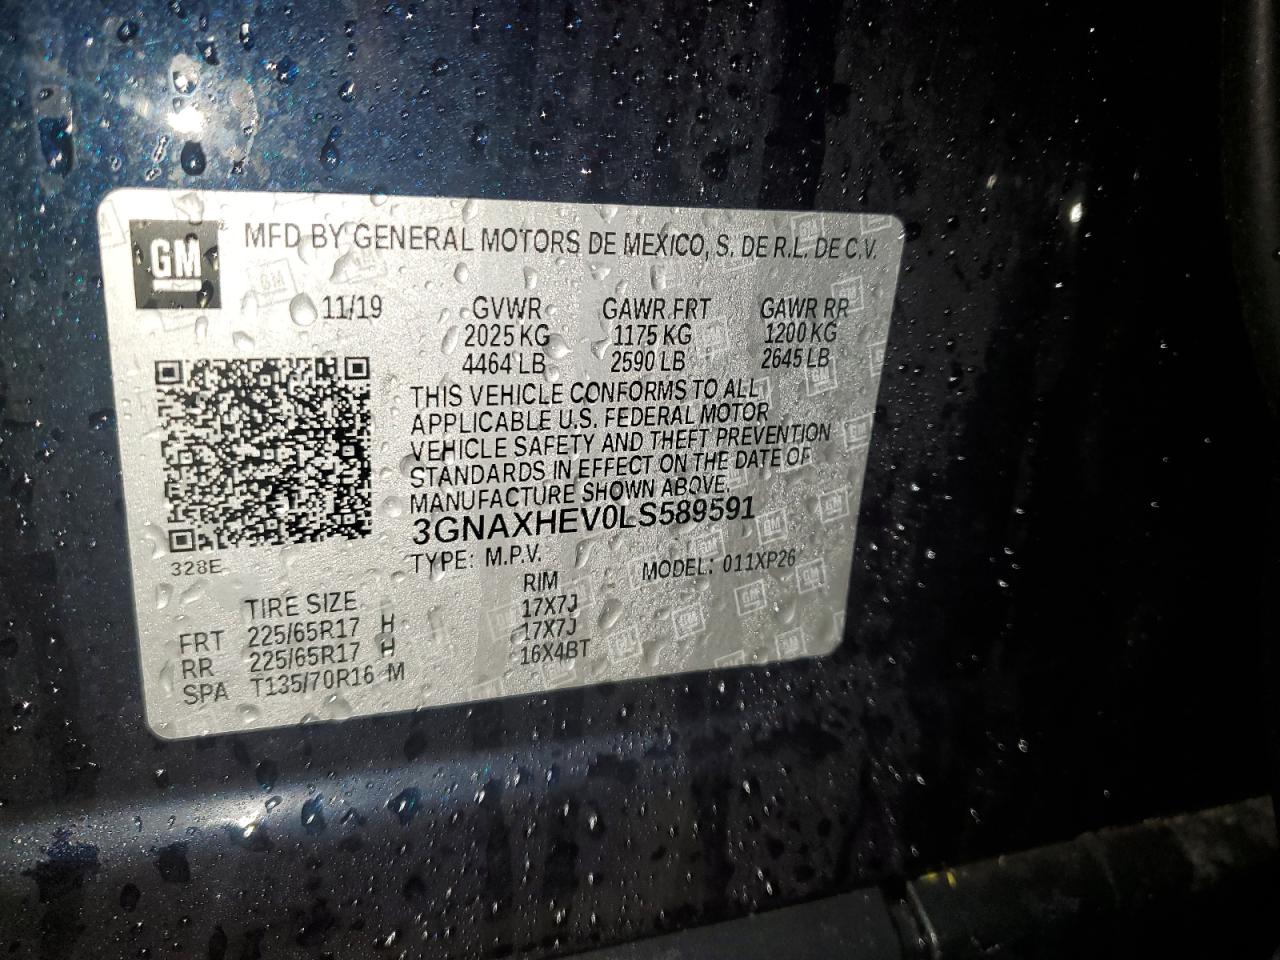 GM
MFD BY GENERAL MOTORS DE MEXICO, S. DE R.L. DE C.V.
11/19 GVWR GAWR FRT GAWR RR
2025 KG 1175 KG 1200 KG
4464 LB 2590 LB 2645 LB
THIS VEHICLE CONFORMS TO ALL
APPLICABLE U.S. FEDERAL MOTOR
VEHICLE SAFETY AND THEFT PREVENTION
STANDARDS IN EFFECT ON THE DATE OF
MANUFACTURE SHOWN ABOVE.
3GNAXHEV0LS589591
328E
TYPE: M.P.V. MODEL: 011XP26
TIRE SIZE RIM
FRT 225/65R17 H 17X7J
RR 225/65R17 H 17X7J
SPA T135/70R16 M 16X4BT